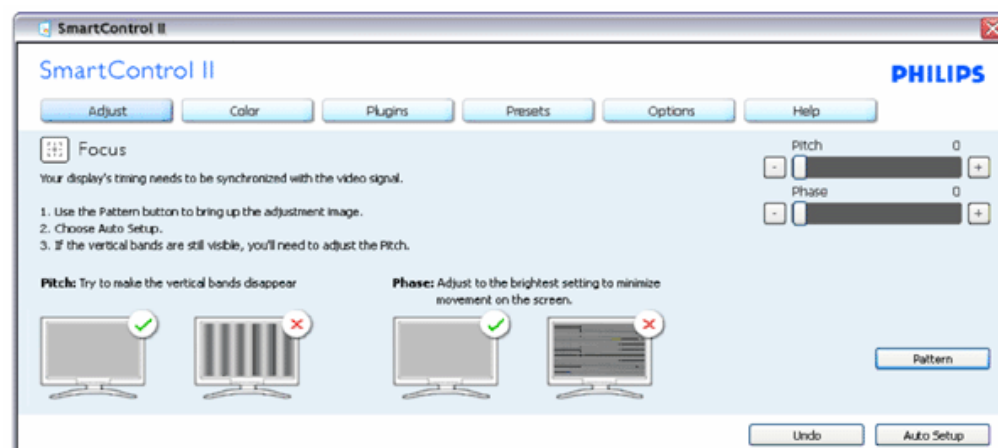 SmartControl II
SmartControl II
PHILIPS
Adjust Color Plugins Presets Options Help
Focus
Your display's timing needs to be synchronized with the video signal.
1. Use the Pattern button to bring up the adjustment image.
2. Choose Auto Setup.
3. If the vertical bands are still visible, you'll need to adjust the Pitch.
Pitch 0
- +
Phase 0
- +
Pitch: Try to make the vertical bands disappear
Phase: Adjust to the brightest setting to minimize
movement on the screen.
Pattern
Undo Auto Setup